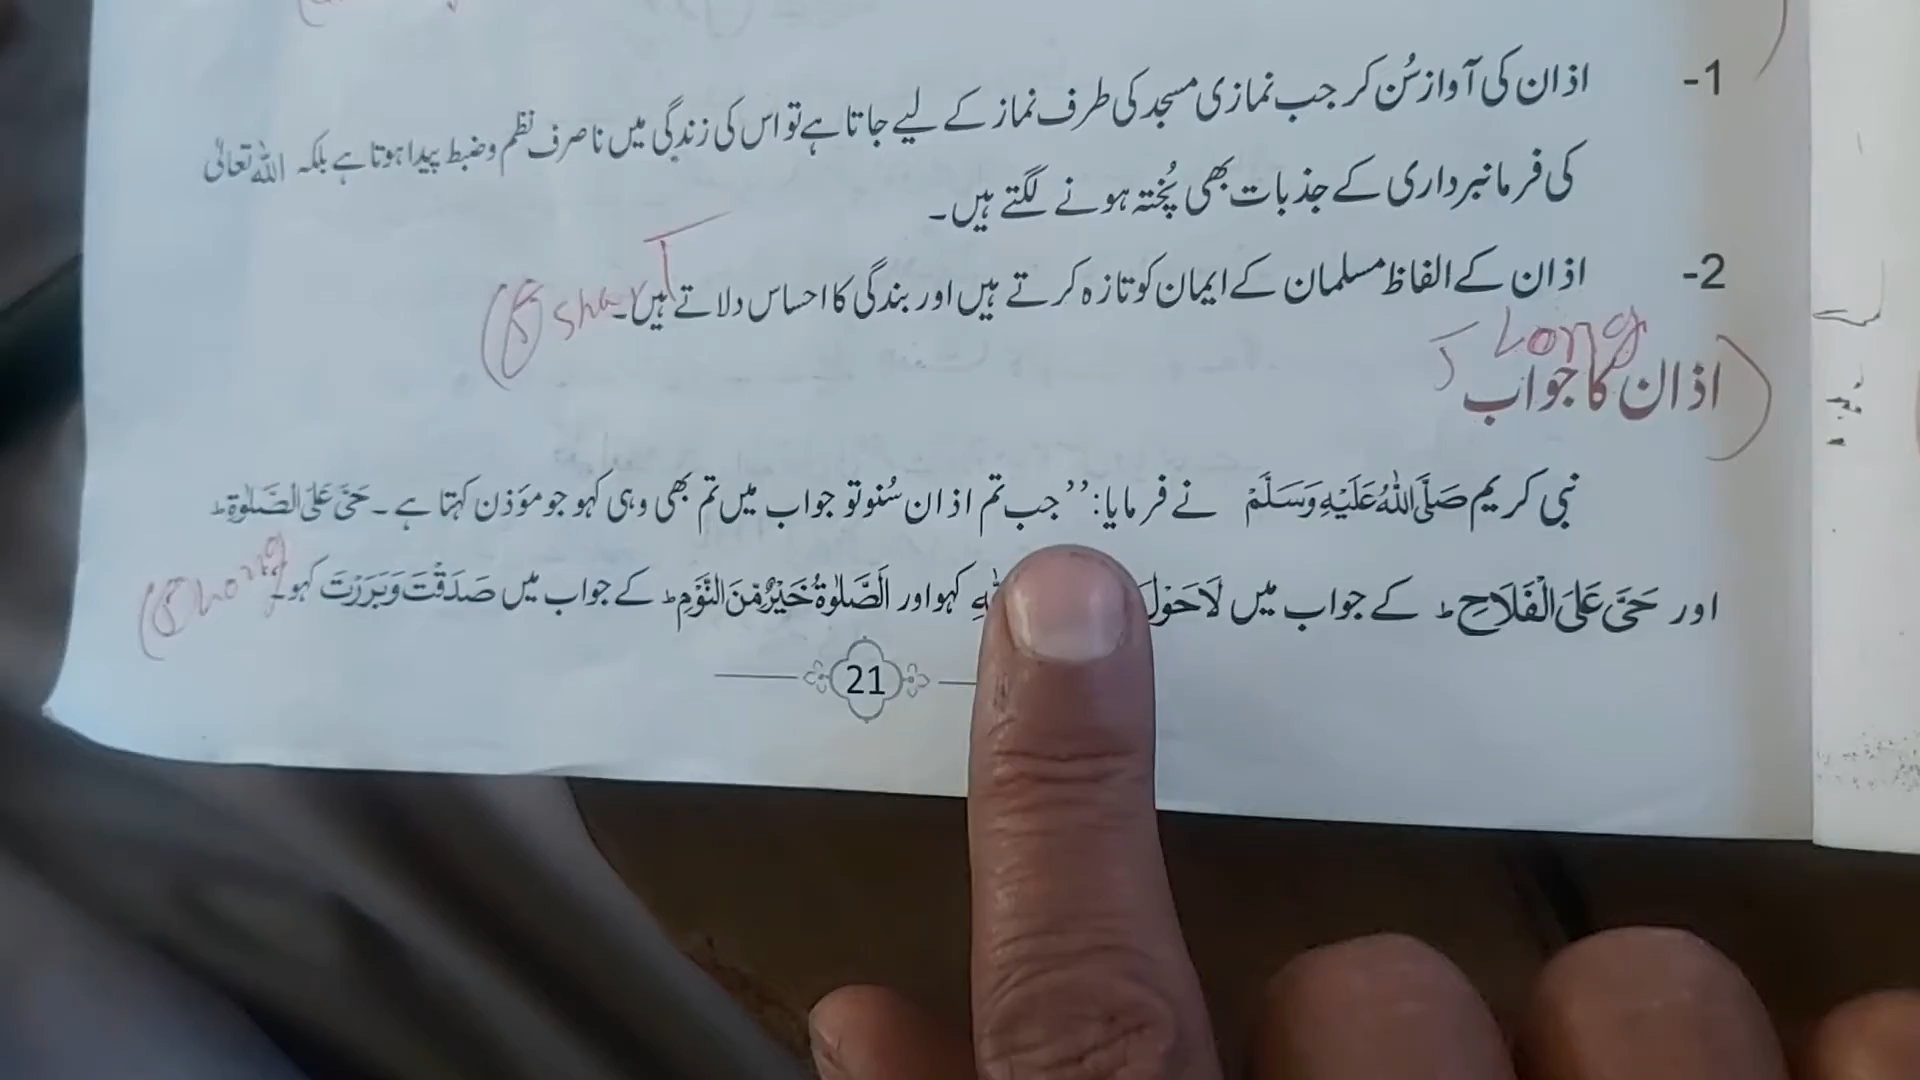 1- اذان کی آواز سُن کر جب نمازی مسجد کی طرف نماز کے لیے جاتا ہے تو اس کی زندگی میں ناصرف نظم و ضبط پیدا ہوتا ہے بلکہ اللہ تعالیٰ
کی فرمانبرداری کے جذبات بھی پُختہ ہونے لگتے ہیں۔
2- اذان کے الفاظ مسلمان کے ایمان کو تازہ کرتے ہیں اور بندگی کا احساس دلاتے ہیں۔
Long
اذان کا جواب
نبی کریم صَلَّی اللّٰہُ عَلَیْہِ وَسَلَّمَ نے فرمایا: ’’جب تم اذان سُنو تو جواب میں تم بھی وہی کہو جو مؤذن کہتا ہے۔ حَیَّ عَلَی الصَّلٰوۃِ ط
اور حَیَّ عَلَی الْفَلَاحِ ط کے جواب میں لَا حَوْلَ کہو اور اَلصَّلٰوۃُ خَیْرٌ مِّنَ النَّوْمِ ط کے جواب میں صَدَقْتَ وَبَرَرْتَ کہو۔
21